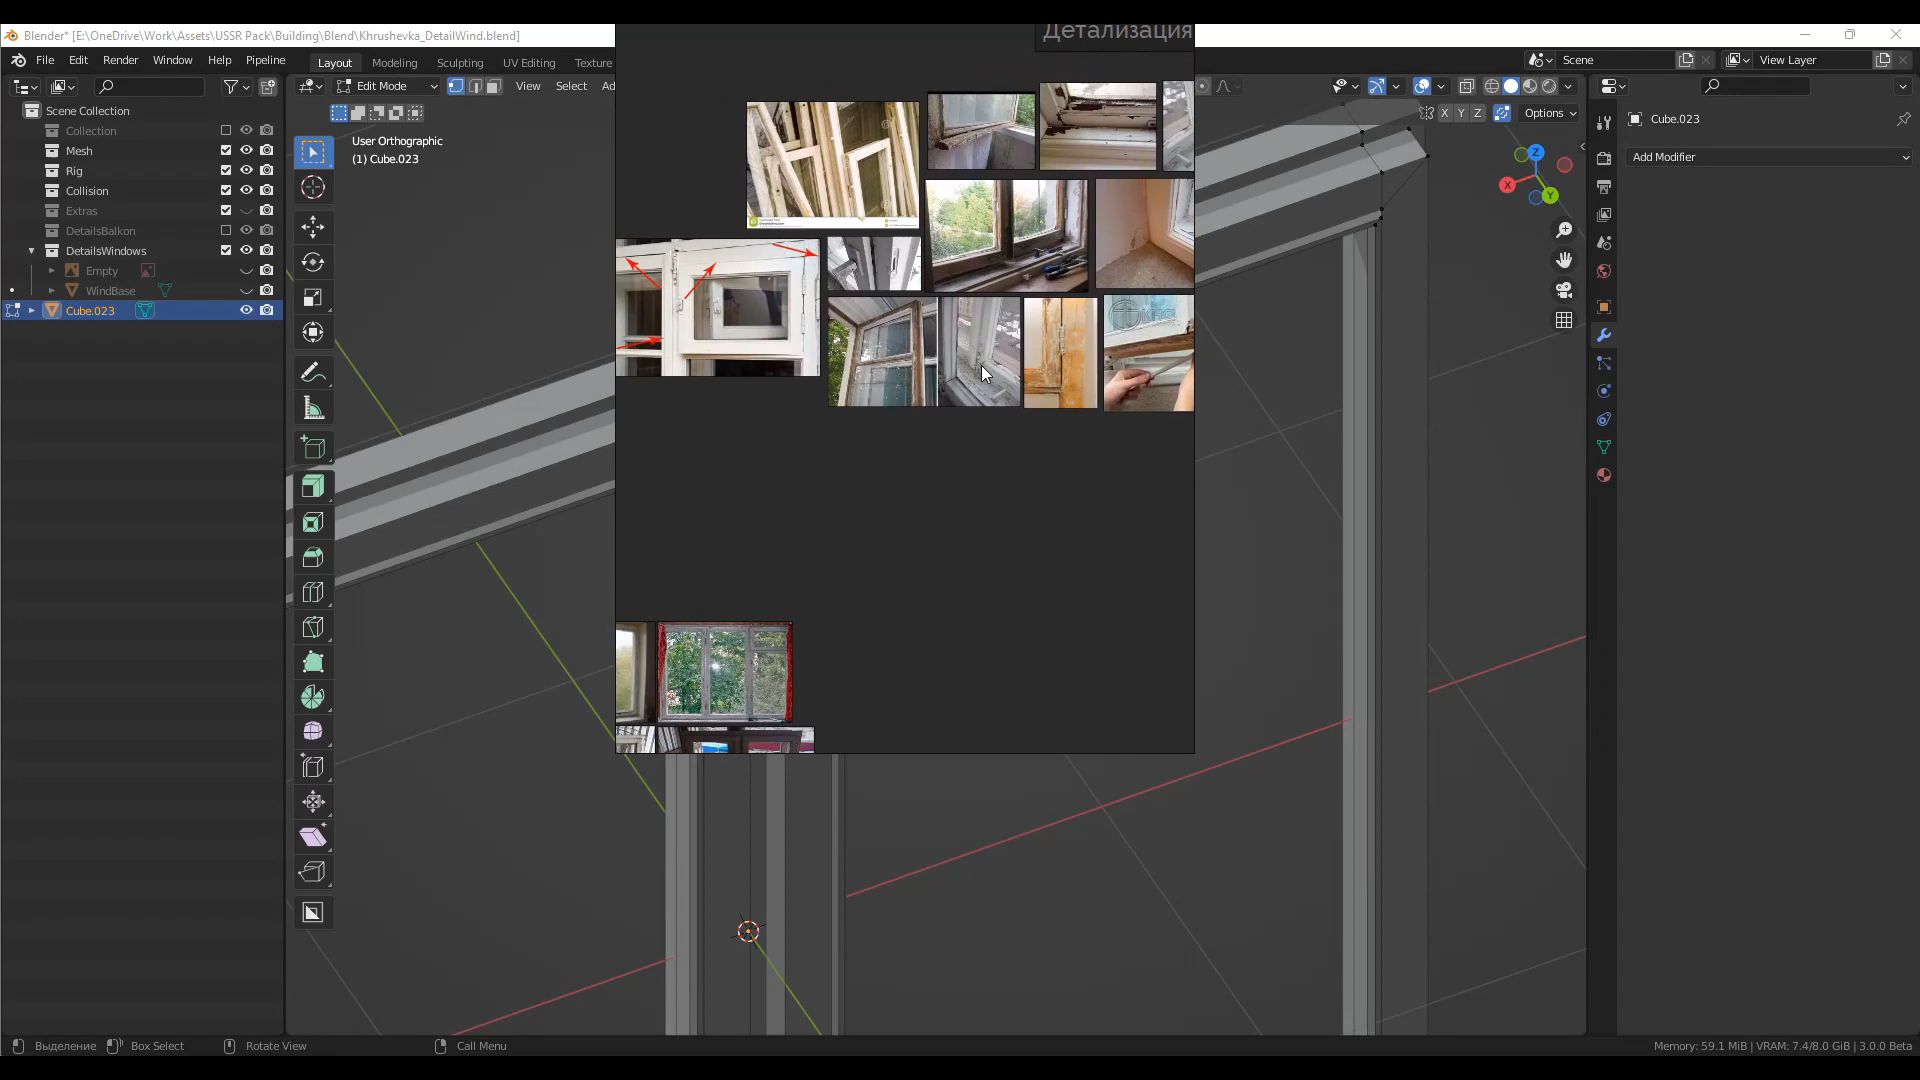 Blender* [E:\OneDrive\Work\Assets\USSR Pack\Building\Blend\Khrushevka_DetailWind.blend]
Детализация
File Edit Render Window Help Pipeline
Layout Modeling Sculpting UV Editing Texture
Scene
View Layer
Edit Mode
View Select Ad
Scene Collection
Collection
Mesh
Rig
Collision
Extras
DetailsBalkon
DetailsWindows
Empty
WindBase
Cube.023
User Orthographic
(1) Cube.023
X Y Z
Options
Z
X
Y
Cube.023
Add Modifier
Выделение
Box Select
Rotate View
Call Menu
Memory: 59.1 MiB | VRAM: 7.4/8.0 GiB | 3.0.0 Beta